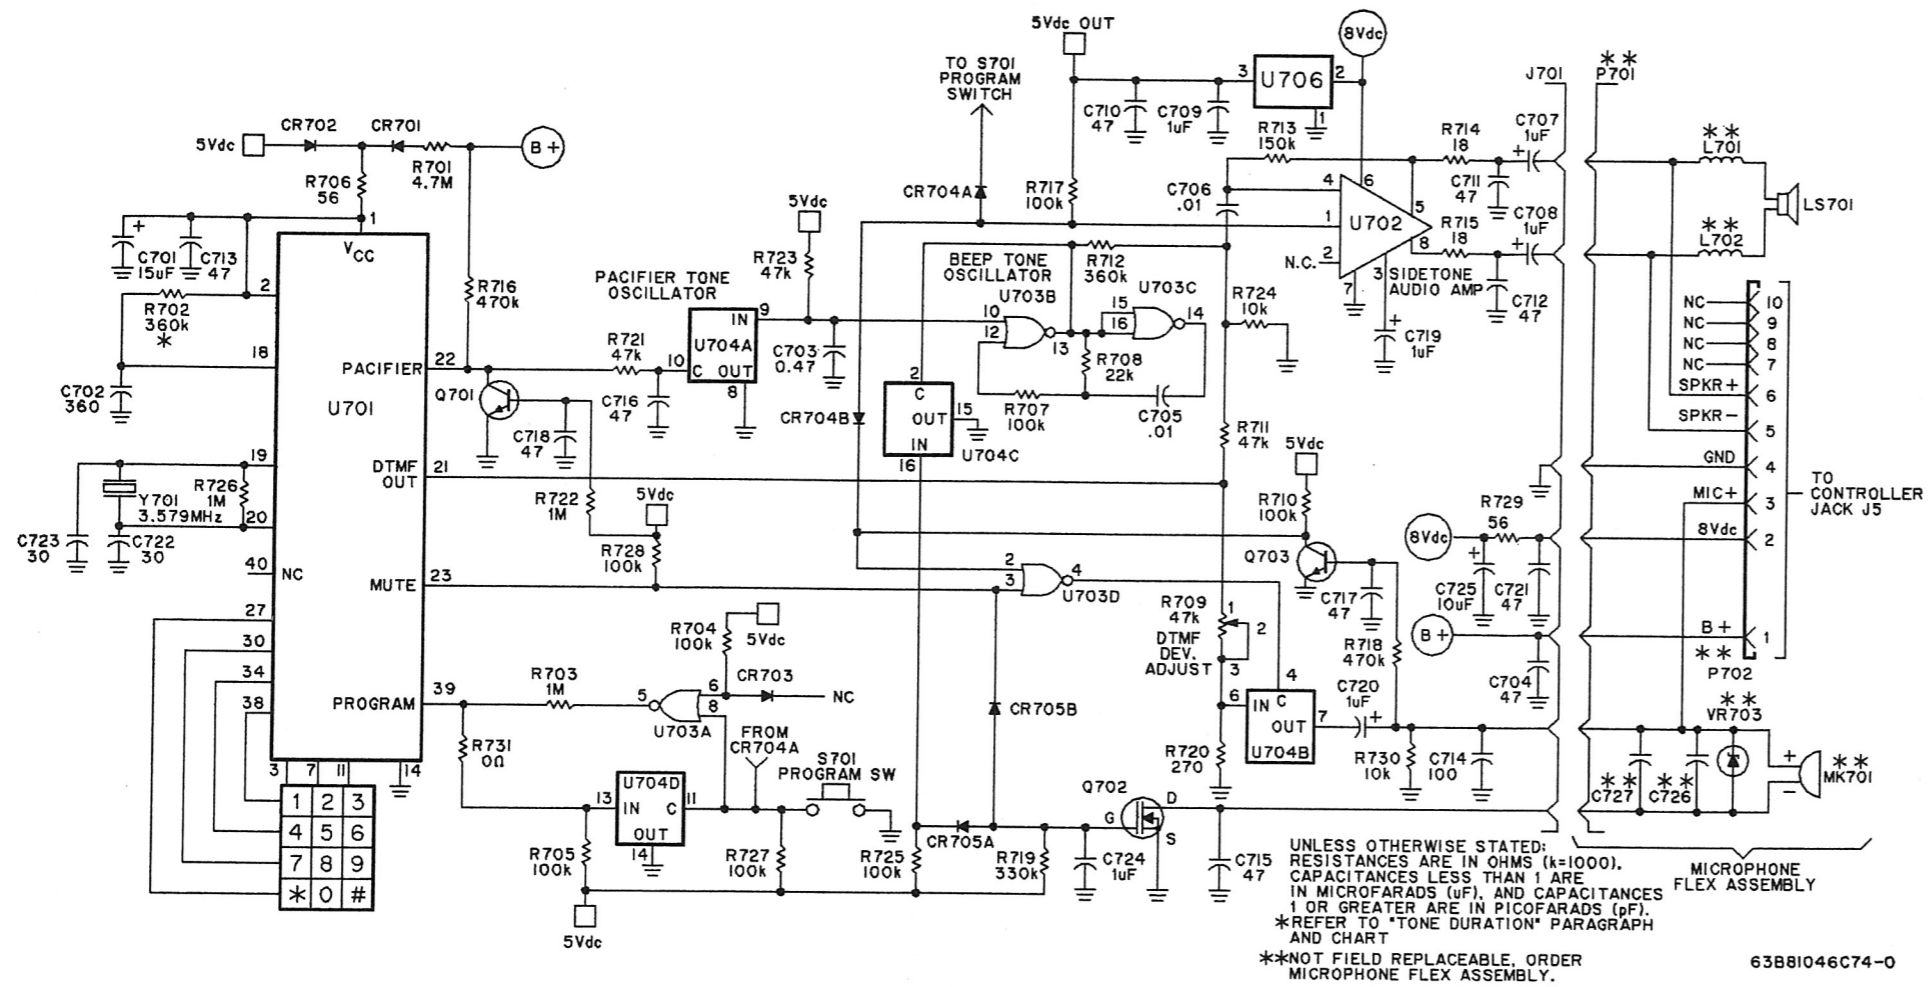 5Vdc OUT
8Vdc
TO S701
PROGRAM
SWITCH
3 U706 2
1
C710
47
C709
1uF
J701
**
P701
CR702
CR701
5Vdc
B+
R701
4.7M
R706
56
R713
150k
R714
18
C707
1uF
**
L701
CR704A
R717
100k
C706
.01
4
6
C711
47
5
LS701
1
VCC
+
C701
15uF
C713
47
5Vdc
1
U702
R715
18
8
C708
1uF
**
L702
R723
47k
BEEP TONE
OSCILLATOR
R712
360k
2
N.C.
3
7
SIDETONE
AUDIO AMP
C712
47
2
R702
360k
*
R716
470k
PACIFIER TONE
OSCILLATOR
U703B
U703C
R724
10k
C719
1uF
NC 10
NC 9
NC 8
NC 7
SPKR+ 6
SPKR- 5
GND 4
MIC+ 3
8Vdc 2
B+ 1
**
P702
TO
CONTROLLER
JACK J5
IN 9
U704A
10 C OUT
8
10
12
13
15
16
14
18
C702
360
PACIFIER 22
U701
R721
47k
C703
0.47
R708
22k
Q701
C716
47
C718
47
CR704B
2
C
OUT 15
IN
16
U704C
R707
100k
C705
.01
R711
47k
5Vdc
R710
100k
19
Y701
3.579MHz
R726
1M
20
C723
30
C722
30
DTMF
OUT 21
R722
1M
5Vdc
R728
100k
8Vdc
R729
56
C725
10uF
C721
47
40 NC
MUTE 23
2
3
4
U703D
Q703
C717
47
B+
C704
47
27
30
34
38
R704
100k
5Vdc
R709
47k
1
2
3
DTMF
DEV.
ADJUST
R718
470k
PROGRAM 39
R703
1M
5
6
8
U703A
CR703
NC
CR705B
4
6 IN C
OUT 7
U704B
C720
1uF
**
VR703
R731
0Ω
FROM
CR704A
S701
PROGRAM SW
R720
270
R730
10k
C714
100
**
C727
**
C726
+
-
**
MK701
3 7 11 14
1 2 3
4 5 6
7 8 9
* 0 #
U704D
13 IN C 11
OUT
14
Q702
D
G
S
R705
100k
R727
100k
R725
100k
CR705A
R719
330k
C724
1uF
C715
47
5Vdc
MICROPHONE
FLEX ASSEMBLY
UNLESS OTHERWISE STATED:
RESISTANCES ARE IN OHMS (k=1000).
CAPACITANCES LESS THAN 1 ARE
IN MICROFARADS (uF), AND CAPACITANCES
1 OR GREATER ARE IN PICOFARADS (pF).
*REFER TO "TONE DURATION" PARAGRAPH
AND CHART
**NOT FIELD REPLACEABLE, ORDER
MICROPHONE FLEX ASSEMBLY.
63B81046C74-O